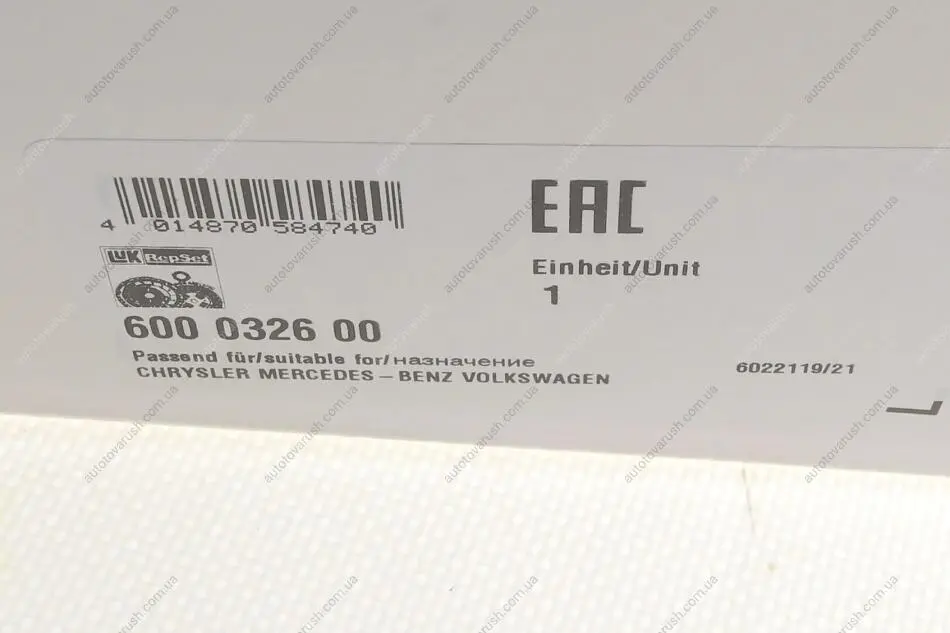 4 014870 584740
EAC
LUK RepSet
Einheit/Unit
1
600 0326 00
Passend für/suitable for/назначение
CHRYSLER MERCEDES-BENZ VOLKSWAGEN
6022119/21
autotovarush.com.ua